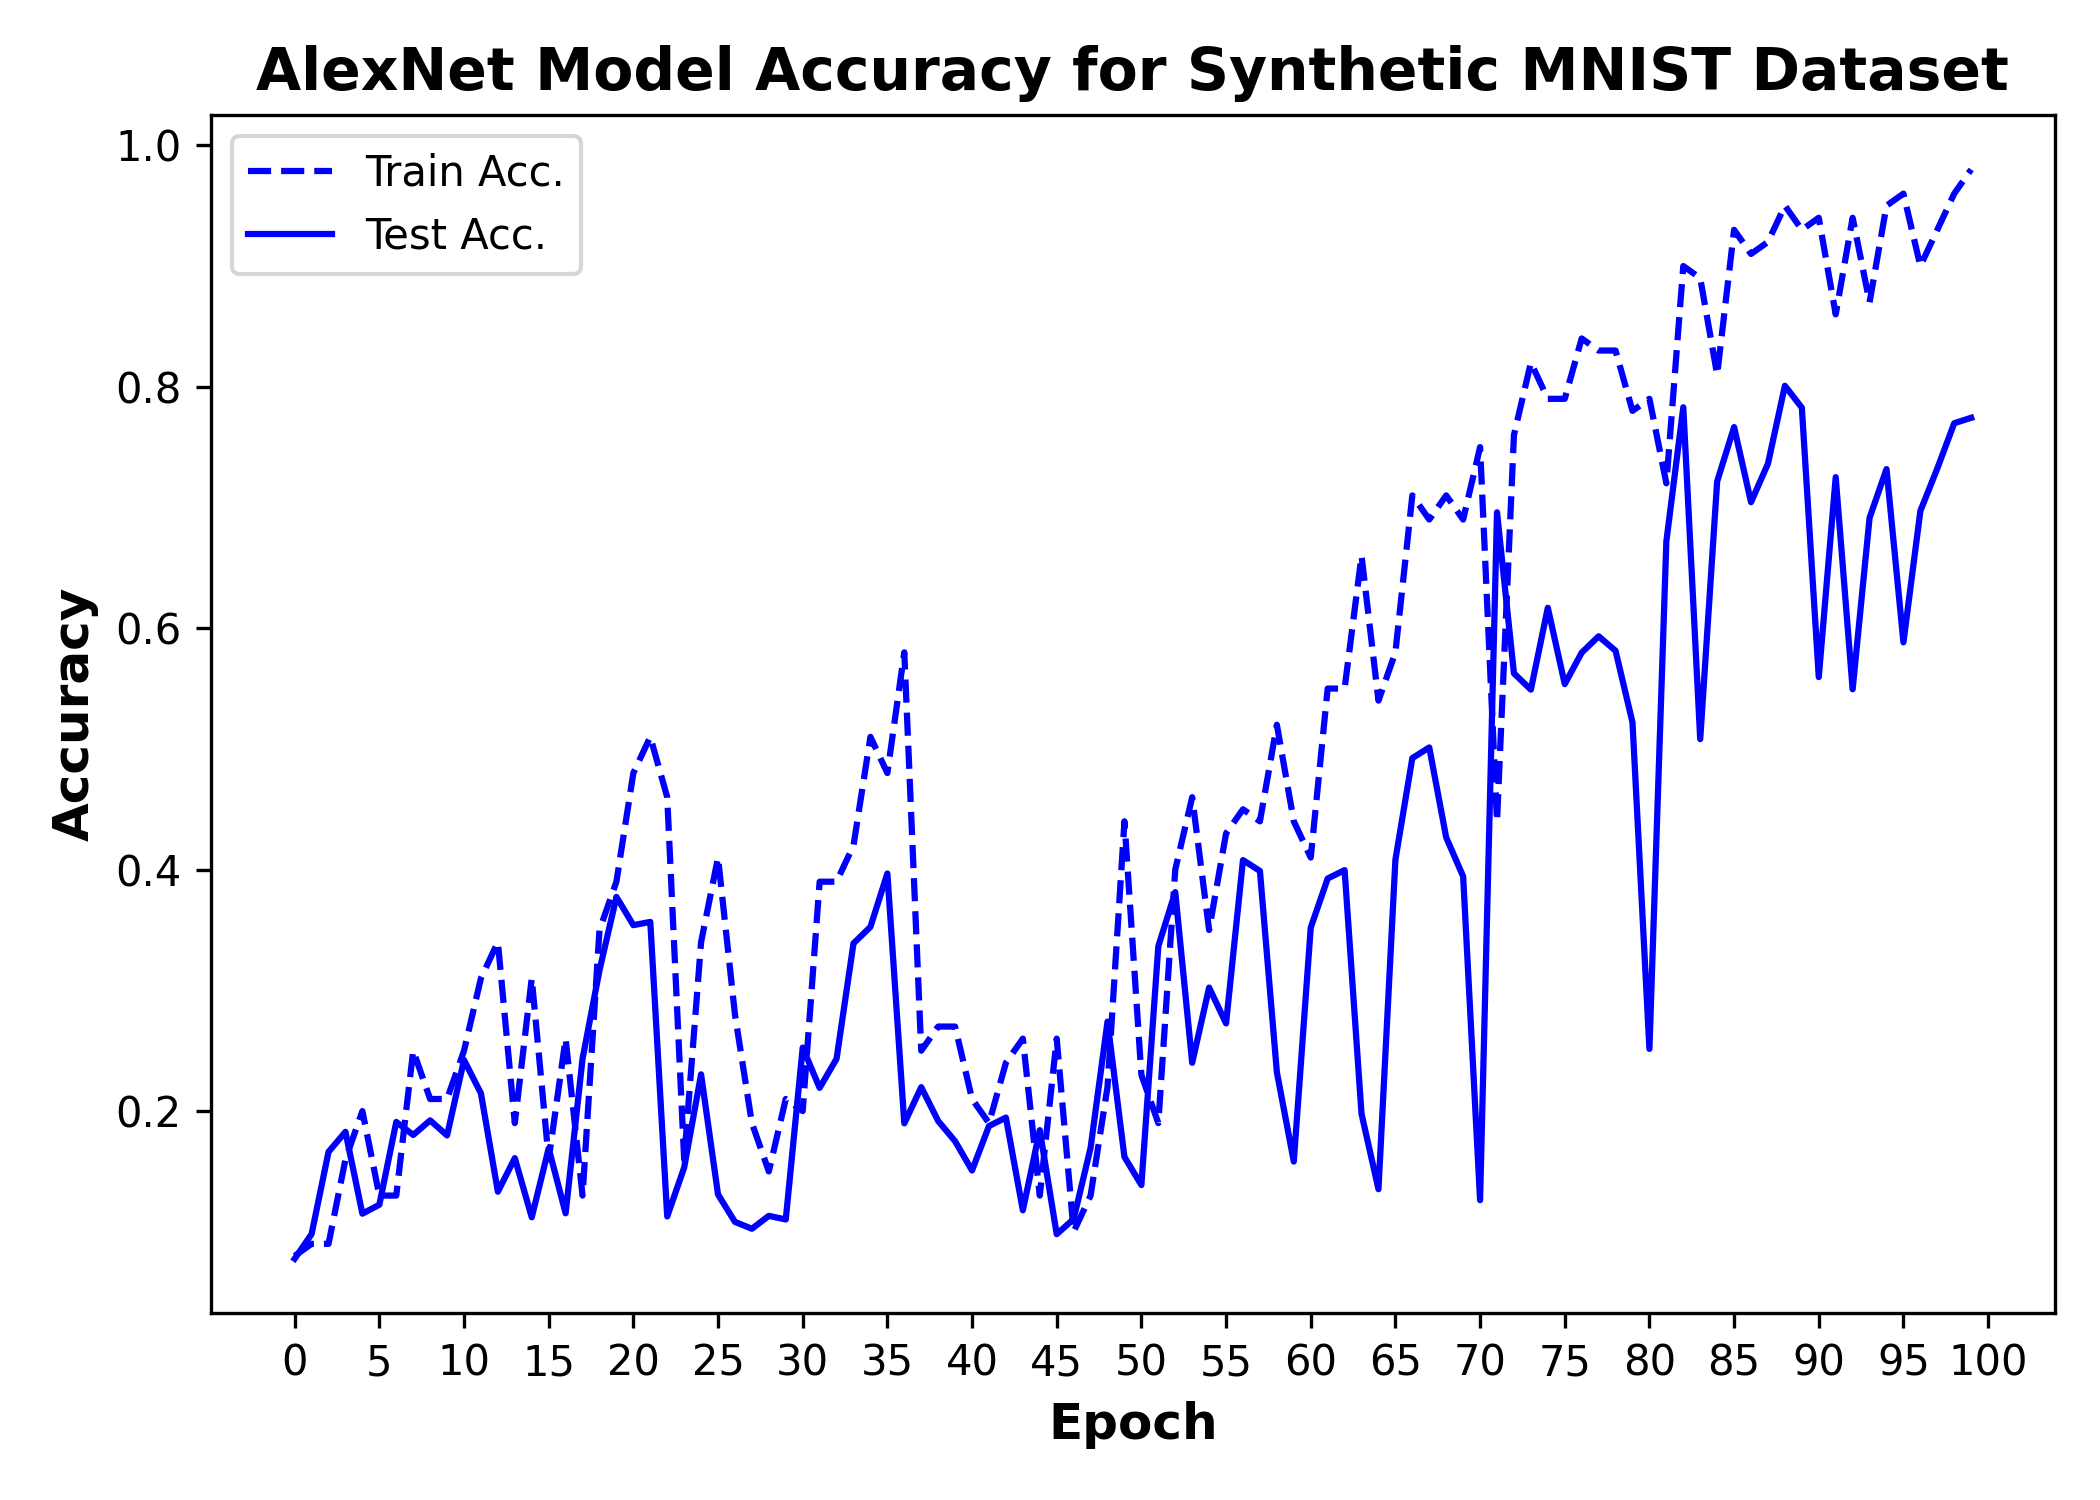 AlexNet Model Accuracy for Synthetic MNIST Dataset
Train Acc.
Test Acc.
1.0
0.8
0.6
0.4
0.2
Accuracy
0 5 10 15 20 25 30 35 40 45 50 55 60 65 70 75 80 85 90 95 100
Epoch